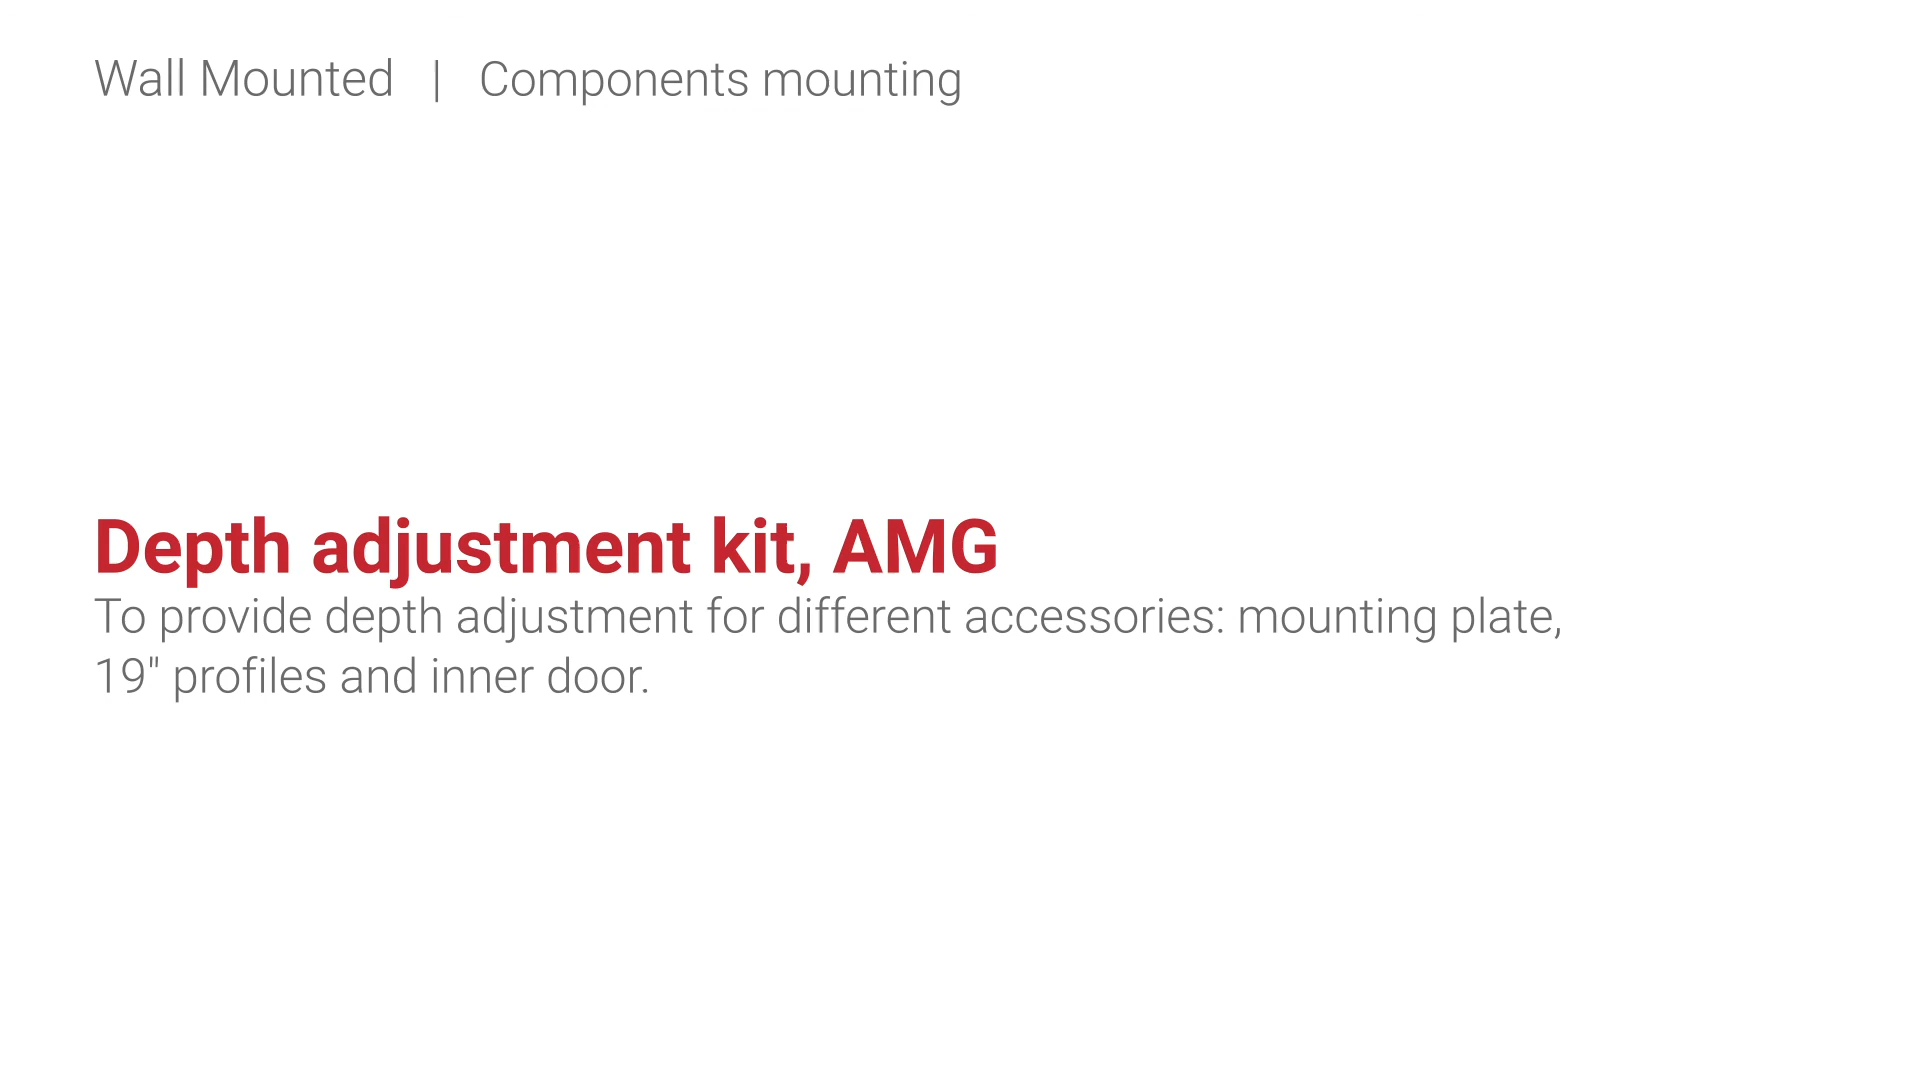 Wall Mounted | Components mounting
Depth adjustment kit, AMG
To provide depth adjustment for different accessories: mounting plate,
19" profiles and inner door.